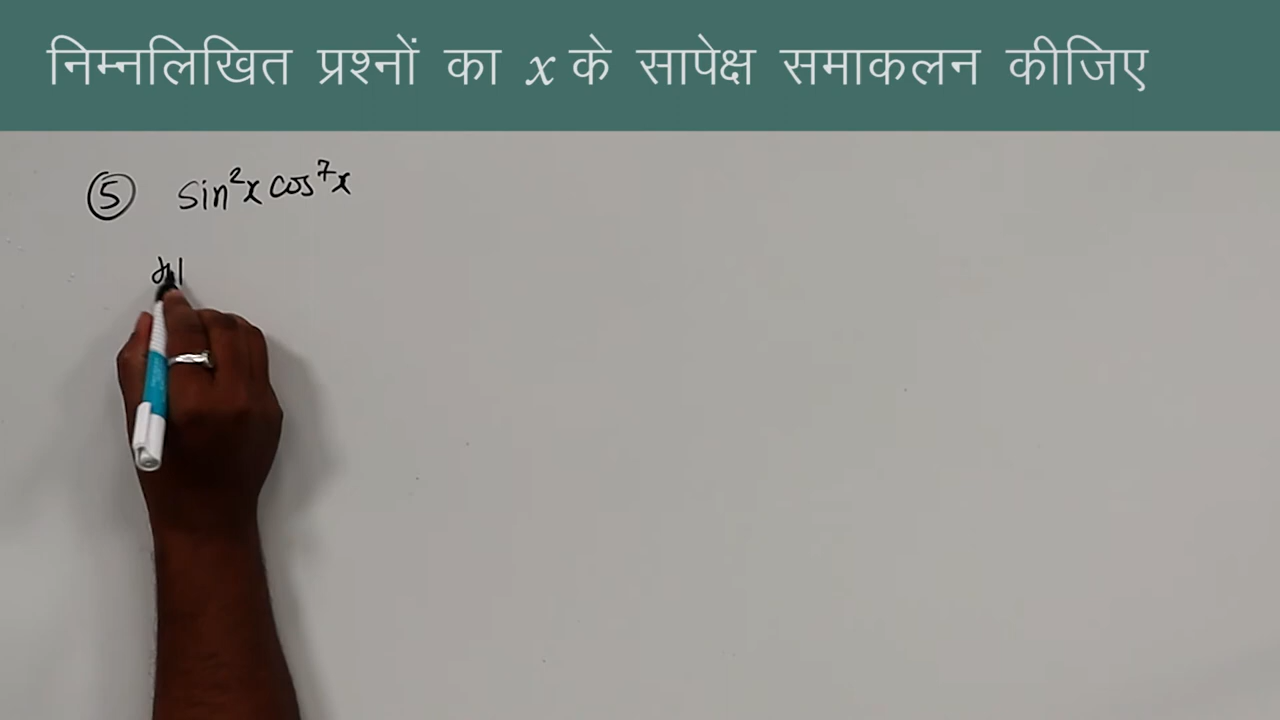 निम्नलिखित प्रश्नों का x के सापेक्ष समाकलन कीजिए
⑤ sin²x cos⁷x